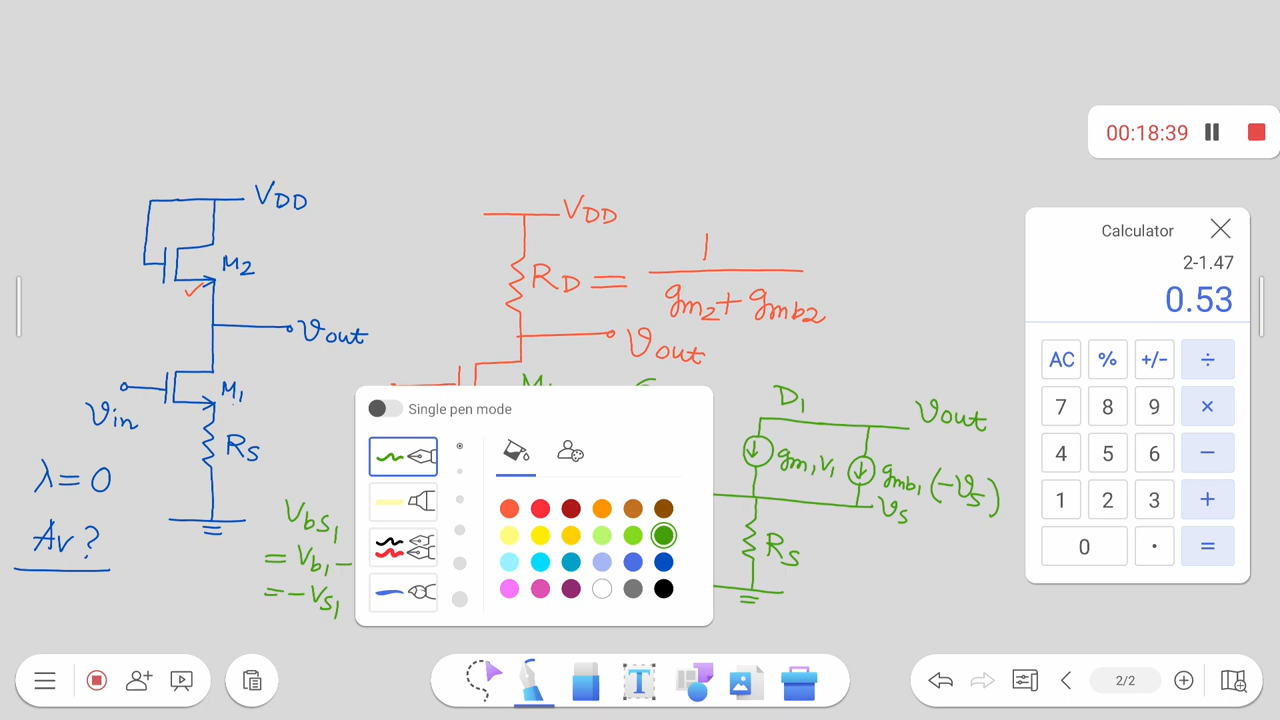 00:18:39
VDD
M2
Vout
Vin
M1
RS
λ = 0
Av ?
VDD
RD = 1 / gm2 + gmb2
Vout
Vbs1
= Vb1 -
= -Vs1
D1
Vout
gm1 V1
gmb1 (-Vs)
Vs
RS
Single pen mode
Calculator
2-1.47
0.53
AC % +/- ÷
7 8 9 ×
4 5 6 −
1 2 3 +
0 · =
T
2/2